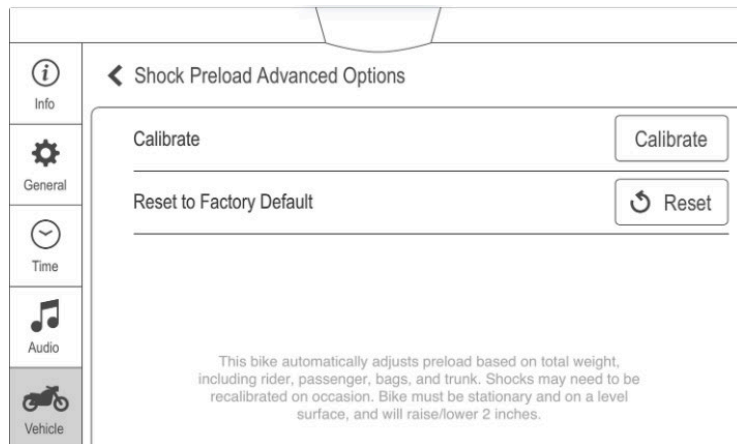 Shock Preload Advanced Options
Info
Calibrate
Calibrate
General
Reset to Factory Default
Reset
Time
Audio
This bike automatically adjusts preload based on total weight,
including rider, passenger, bags, and trunk. Shocks may need to be
recalibrated on occasion. Bike must be stationary and on a level
surface, and will raise/lower 2 inches.
Vehicle